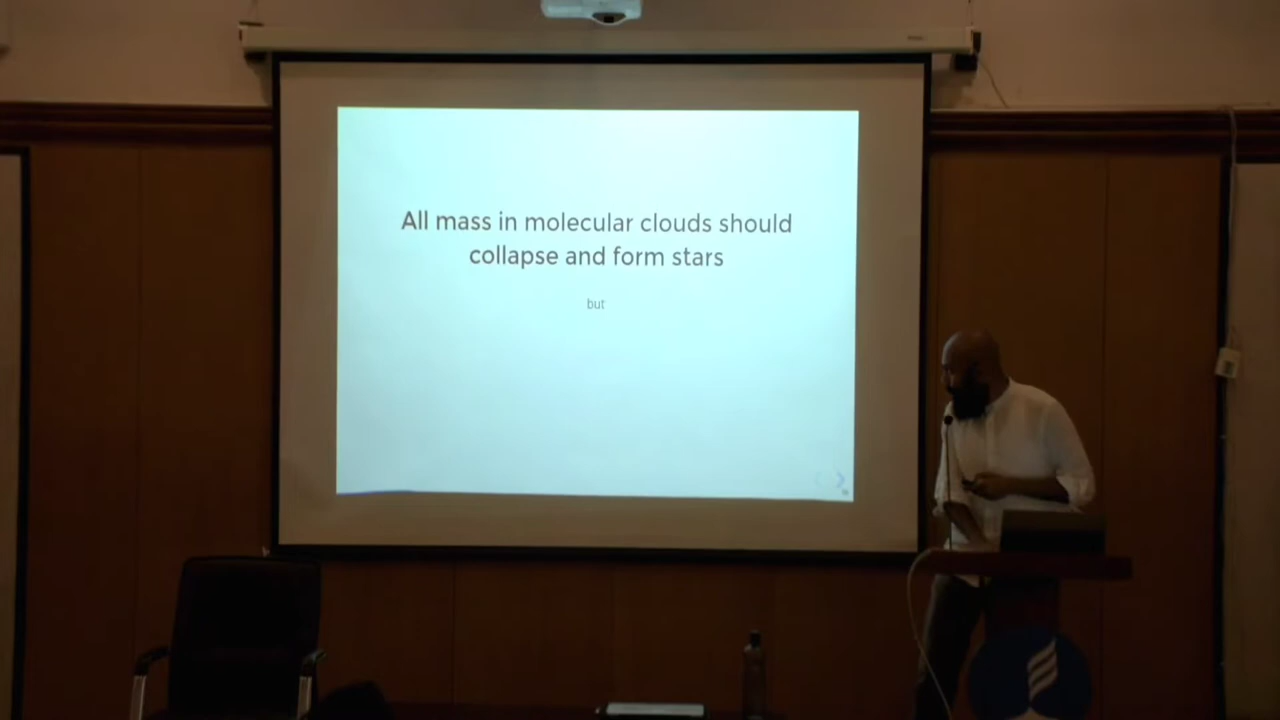 All mass in molecular clouds should
collapse and form stars
but